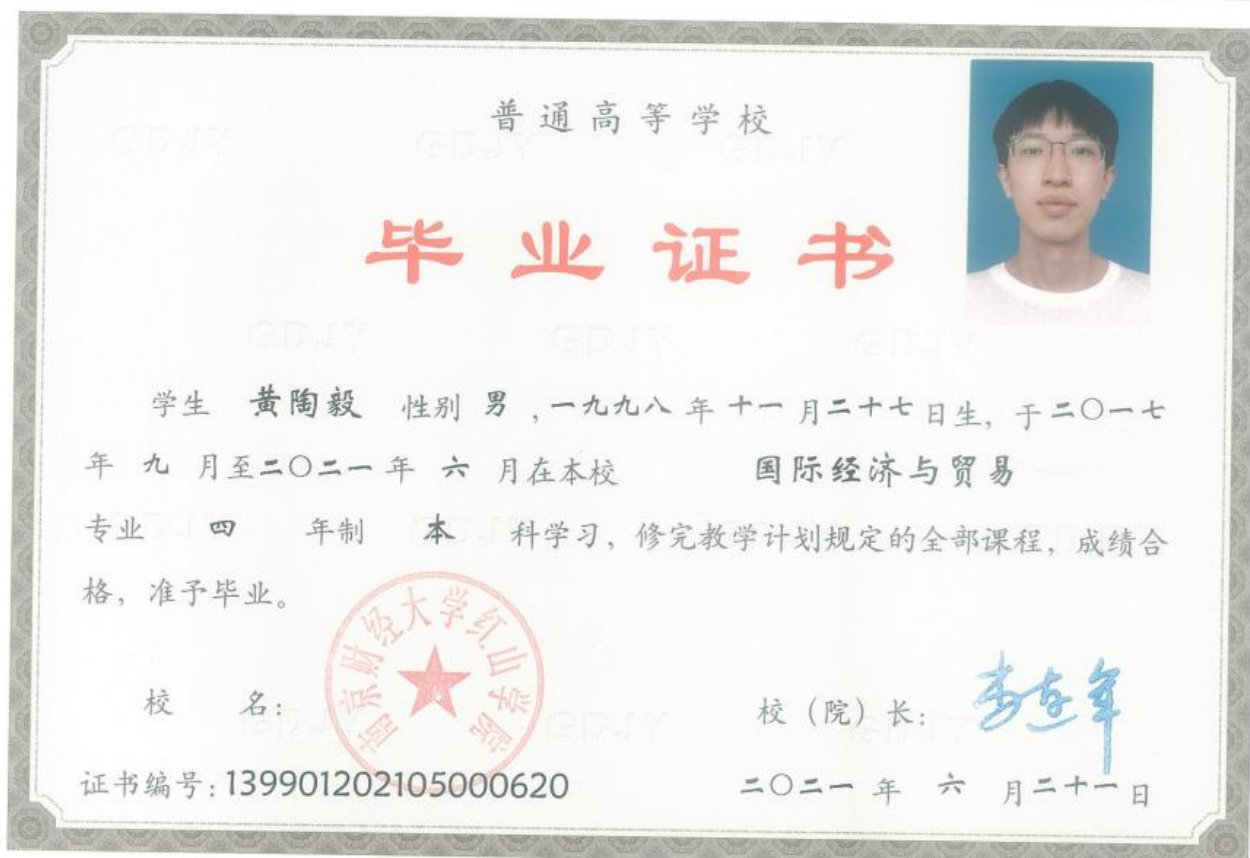 普通高等学校
毕业证书
学生 黄陶毅 性别 男，一九九八 年 十一 月二十七 日生，于 二〇一七
年 九 月至二〇二一 年 六 月在本校 国际经济与贸易
专业 四 年制 本 科学习，修完教学计划规定的全部课程，成绩合
格，准予毕业。
南京财经大学红山学院
校 名：
校（院）长：
证书编号：139901202105000620
二〇二一 年 六 月二十一日